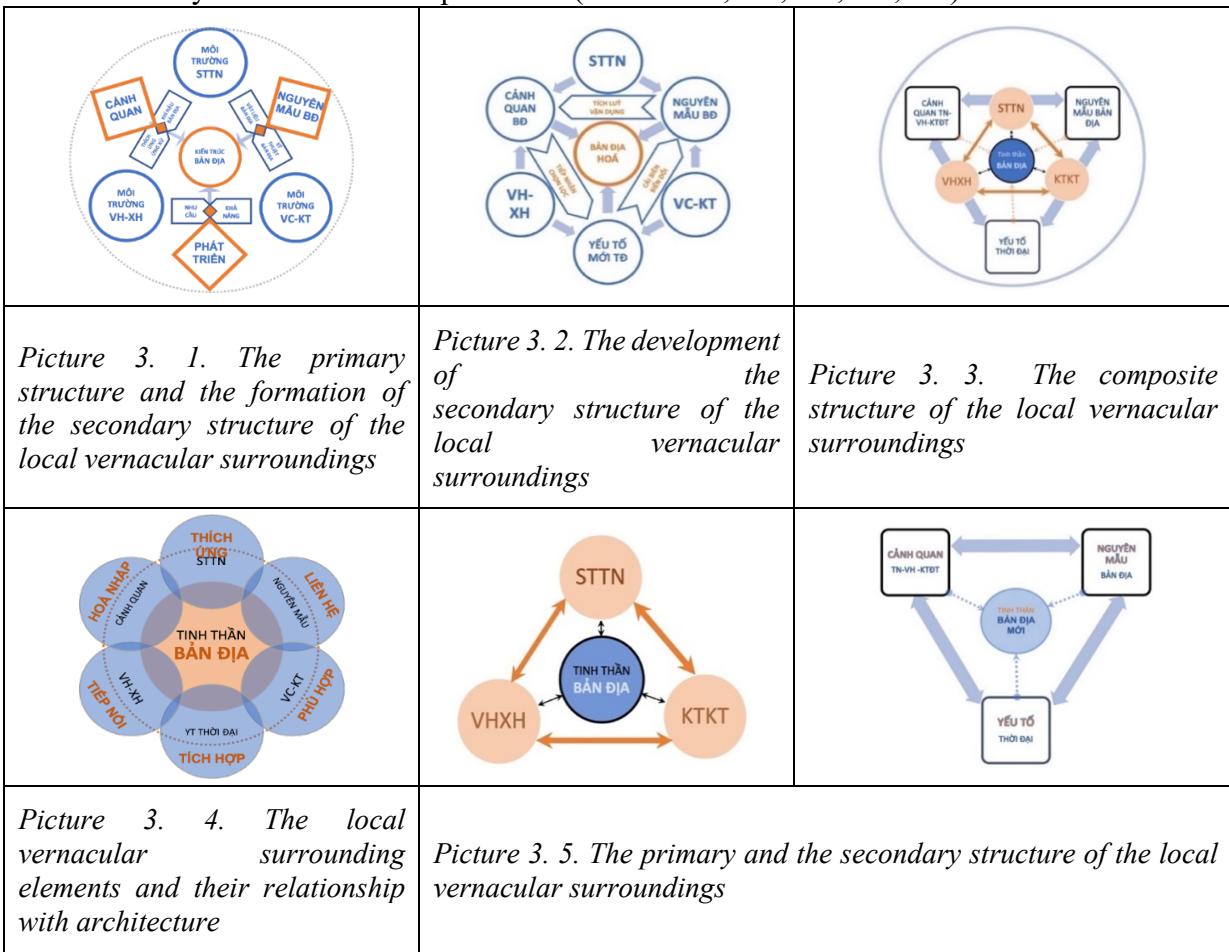 MÔI
TRƯỜNG
STTN
CẢNH
QUAN
NGUYÊN
MẪU BĐ
KIẾN TRÚC
BẢN ĐỊA
MÔI
TRƯỜNG
VH-XH
MÔI
TRƯỜNG
VC-KT
NHU
CẦU
KHẢ
NĂNG
PHÁT
TRIỂN
STTN
CẢNH
QUAN
BĐ
TÍCH LUỸ
VẬN DỤNG
NGUYÊN
MẪU BĐ
BẢN ĐỊA
HOÁ
TIẾP NHẬN
CHỌN LỌC
CẢI BIÊN
BIẾN ĐỔI
VH-
XH
VC-KT
YẾU TỐ
MỚI TĐ
CẢNH
QUAN TN-
VH-KTĐT
STTN
NGUYÊN
MẪU BẢN
ĐỊA
Tinh thần
BẢN ĐỊA
VHXH
KTKT
YẾU TỐ
THỜI ĐẠI
Picture 3. 1. The primary
structure and the formation of
the secondary structure of the
local vernacular surroundings
Picture 3. 2. The development
of the
secondary structure of the
local vernacular
surroundings
Picture 3. 3. The composite
structure of the local vernacular
surroundings
THÍCH
ỨNG
STTN
HOÀ NHẬP
CẢNH QUAN
LIÊN HỆ
NGUYÊN MẪU
TINH THẦN
BẢN ĐỊA
TIẾP NỐI
VH-XH
PHÙ HỢP
VC-KT
YT THỜI ĐẠI
TÍCH HỢP
STTN
TINH THẦN
BẢN ĐỊA
VHXH
KTKT
CẢNH QUAN
TN-VH -KTĐT
NGUYÊN
MẪU
BẢN ĐỊA
TINH THẦN
BẢN ĐỊA
MỚI
YẾU TỐ
THỜI ĐẠI
Picture 3. 4. The local
vernacular surrounding
elements and their relationship
with architecture
Picture 3. 5. The primary and the secondary structure of the local
vernacular surroundings